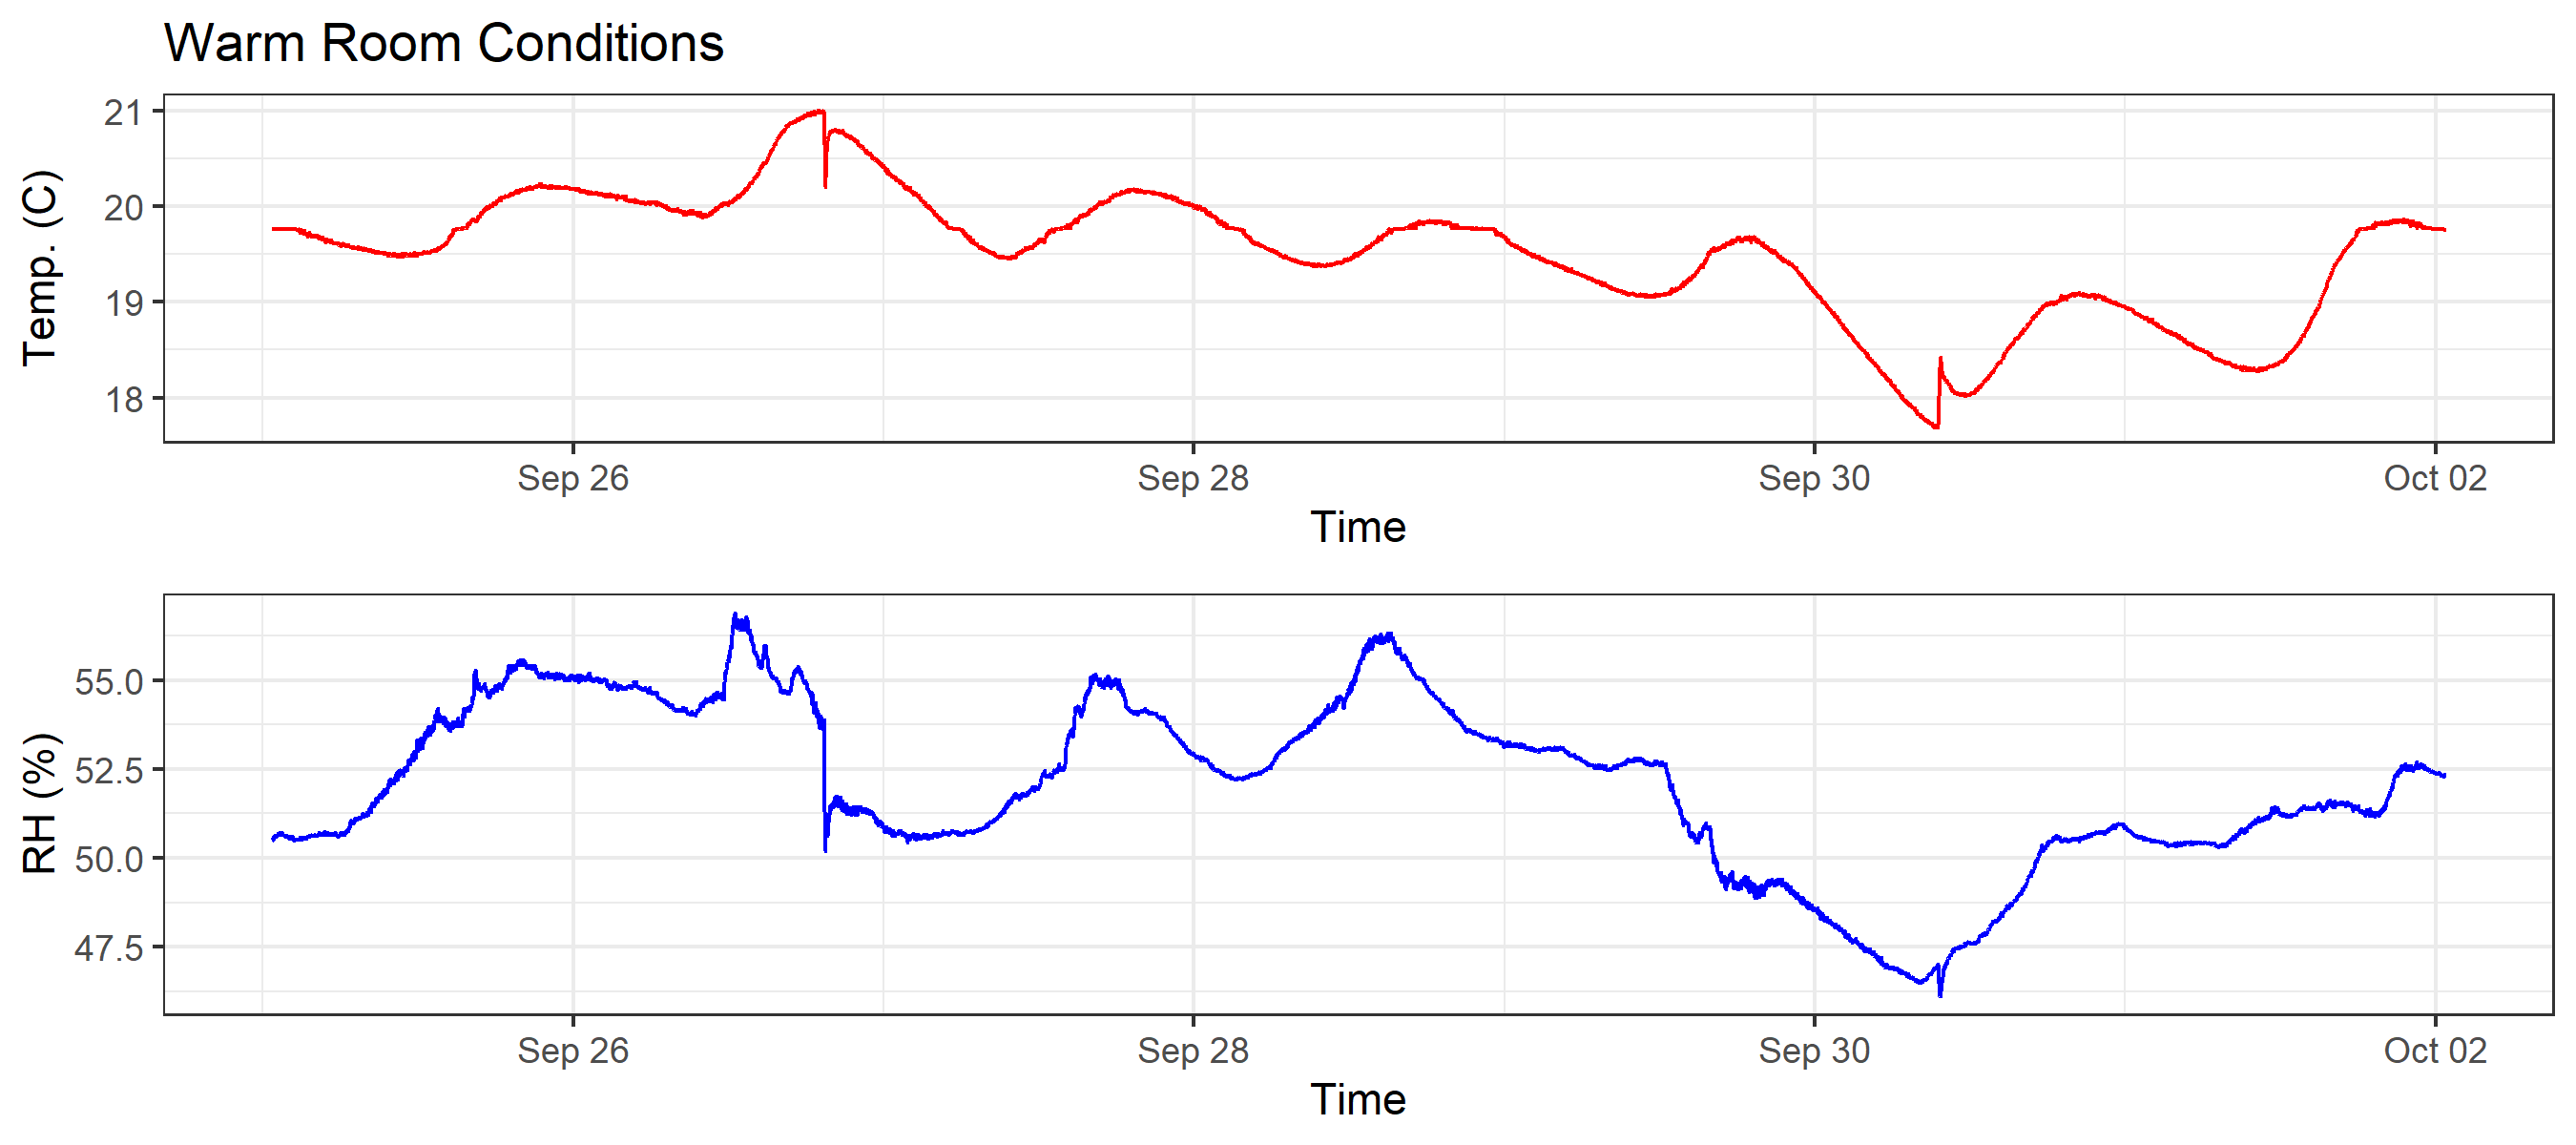 Warm Room Conditions
Temp. (C)
21
20
19
18
Sep 26 Sep 28 Sep 30 Oct 02
Time
RH (%)
55.0
52.5
50.0
47.5
Sep 26 Sep 28 Sep 30 Oct 02
Time